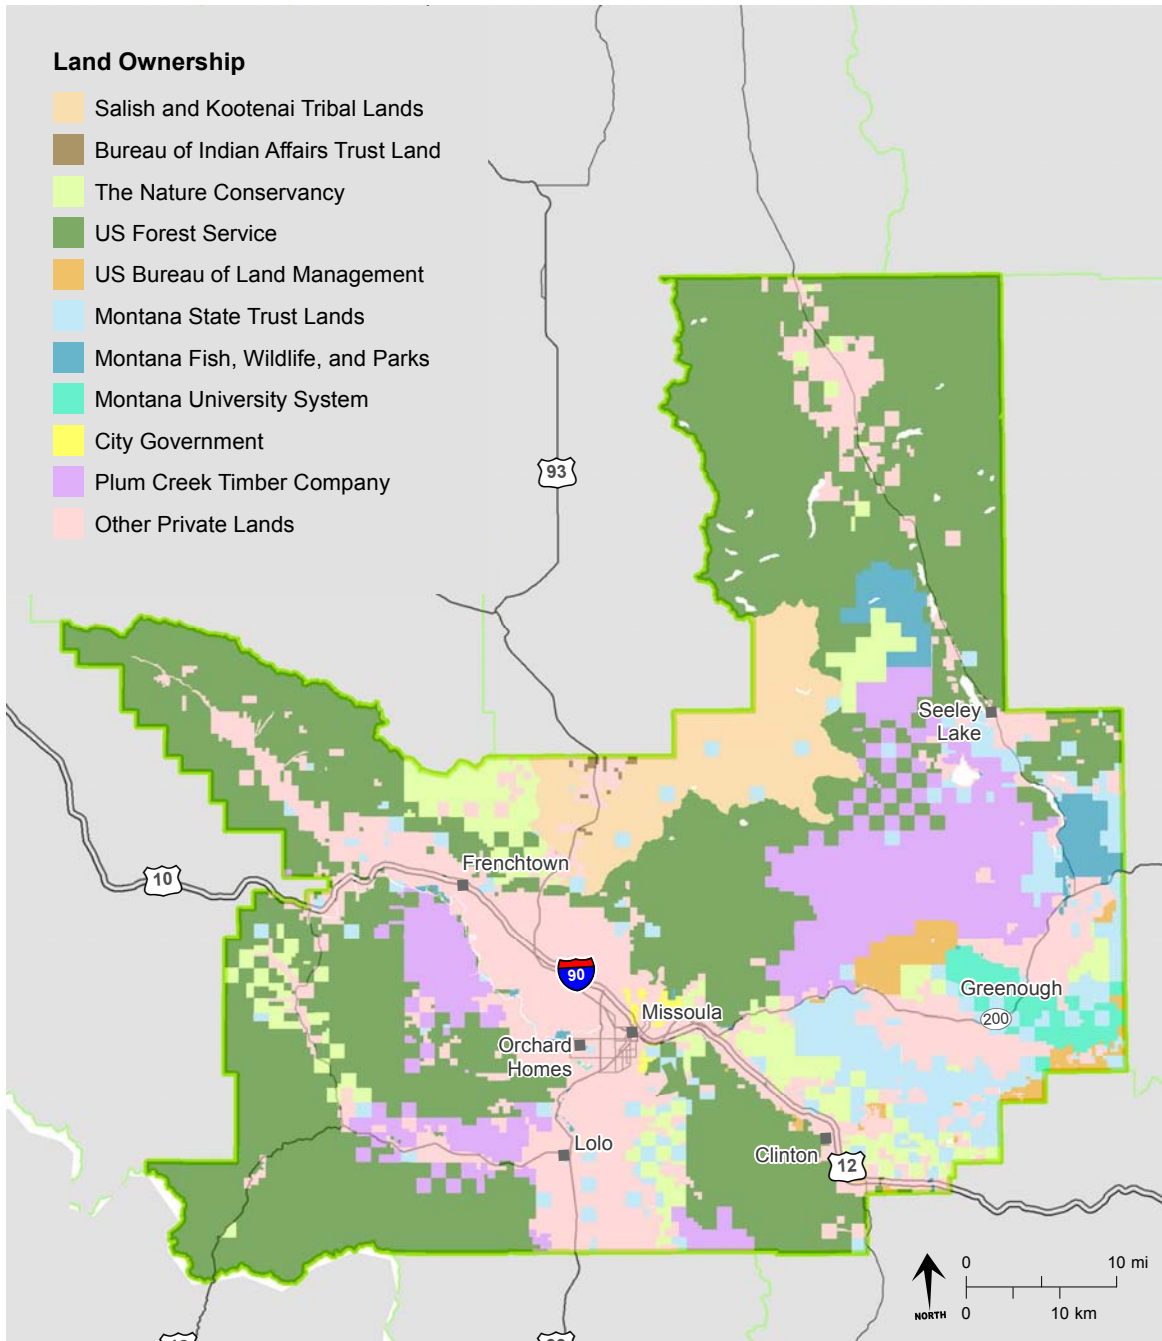 Land Ownership
Salish and Kootenai Tribal Lands
Bureau of Indian Affairs Trust Land
The Nature Conservancy
US Forest Service
US Bureau of Land Management
Montana State Trust Lands
Montana Fish, Wildlife, and Parks
Montana University System
City Government
Plum Creek Timber Company
Other Private Lands
93
Seeley
Lake
Frenchtown
10
90
Greenough
200
Missoula
Orchard
Homes
Lolo
Clinton
12
0
10 mi
NORTH
0
10 km